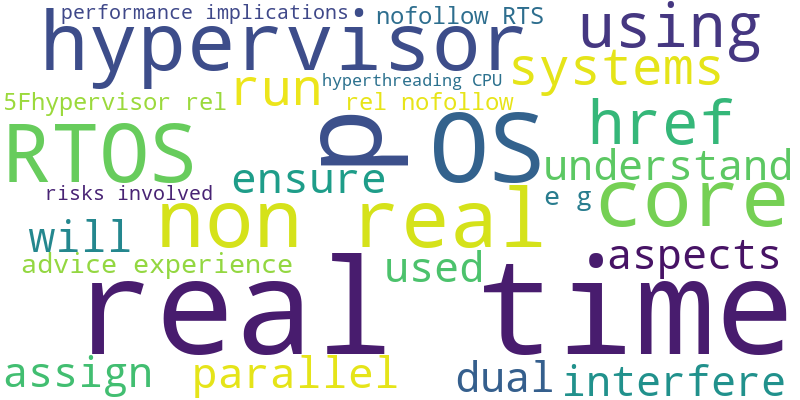 performance implications
nofollow RTS
hypervisor
using
hyperthreading CPU
systems
run
5Fhypervisor rel
rel nofollow
href
RTOS
p
OS
understand
ensure
risks involved
e g
core
non real
will
aspects
advice experience
used
real time
assign
parallel
dual
interfere